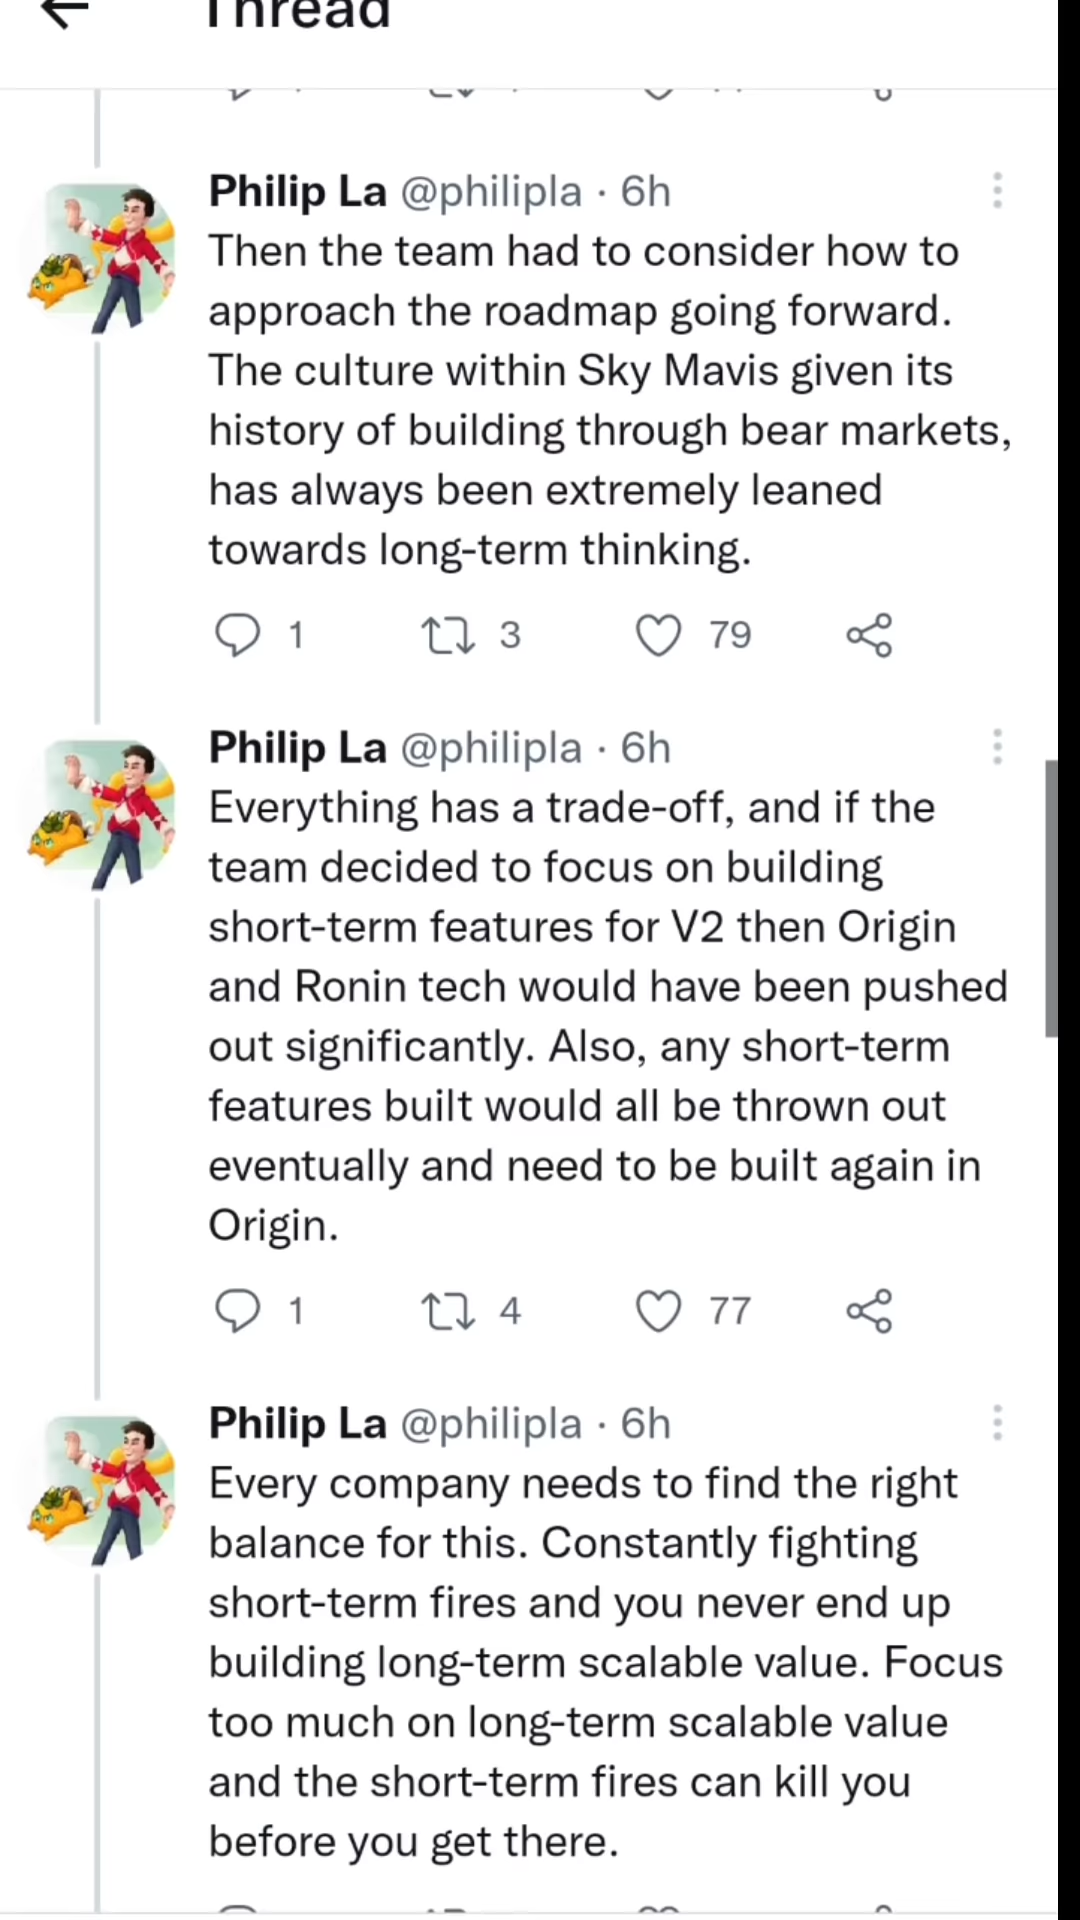 Thread
Philip La @philipla · 6h
Then the team had to consider how to
approach the roadmap going forward.
The culture within Sky Mavis given its
history of building through bear markets,
has always been extremely leaned
towards long-term thinking.
1 3 79
Philip La @philipla · 6h
Everything has a trade-off, and if the
team decided to focus on building
short-term features for V2 then Origin
and Ronin tech would have been pushed
out significantly. Also, any short-term
features built would all be thrown out
eventually and need to be built again in
Origin.
1 4 77
Philip La @philipla · 6h
Every company needs to find the right
balance for this. Constantly fighting
short-term fires and you never end up
building long-term scalable value. Focus
too much on long-term scalable value
and the short-term fires can kill you
before you get there.